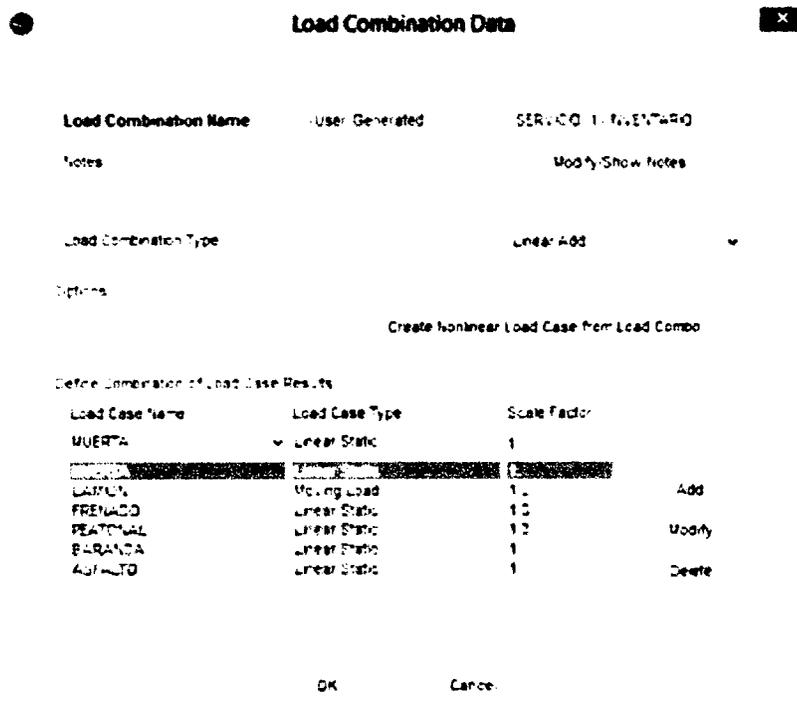 Load Combination Data
Load Combination Name (User-Generated) SERVICIO 1 - INVENTARIO
Notes Modify/Show Notes
Load Combination Type Linear Add
Options
Create Nonlinear Load Case from Load Combo
Define Combination of Load Case Results
Load Case Name Load Case Type Scale Factor
MUERTA Linear Static 1
CAMION Moving Load Add
FRENADO Linear Static
PEATONAL Linear Static Modify
BARANDA Linear Static 1
ASFALTO Linear Static 1 Delete
OK Cancel